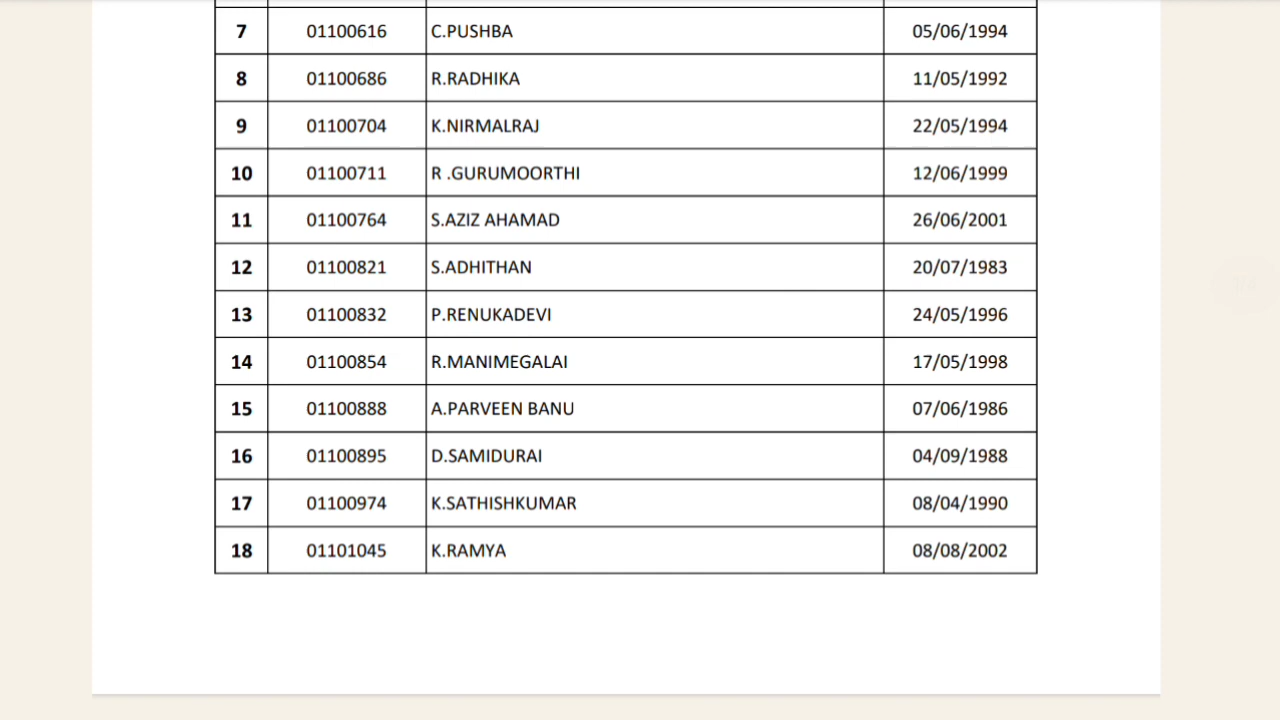 7 01100616 C.PUSHBA 05/06/1994
8 01100686 R.RADHIKA 11/05/1992
9 01100704 K.NIRMALRAJ 22/05/1994
10 01100711 R .GURUMOORTHI 12/06/1999
11 01100764 S.AZIZ AHAMAD 26/06/2001
12 01100821 S.ADHITHAN 20/07/1983
13 01100832 P.RENUKADEVI 24/05/1996
14 01100854 R.MANIMEGALAI 17/05/1998
15 01100888 A.PARVEEN BANU 07/06/1986
16 01100895 D.SAMIDURAI 04/09/1988
17 01100974 K.SATHISHKUMAR 08/04/1990
18 01101045 K.RAMYA 08/08/2002